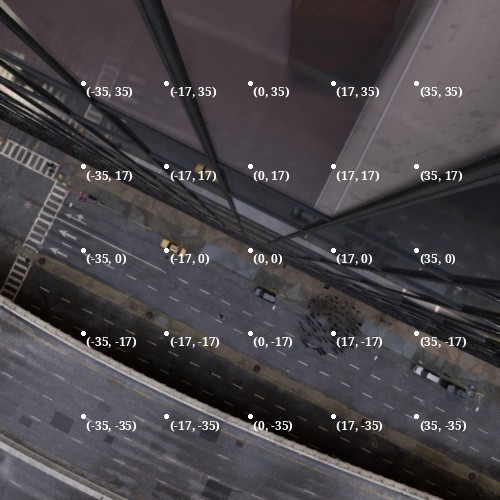 (-35, 35) (-17, 35) (0, 35) (17, 35) (35, 35)
(-35, 17) (-17, 17) (0, 17) (17, 17) (35, 17)
(-35, 0) (-17, 0) (0, 0) (17, 0) (35, 0)
(-35, -17) (-17, -17) (0, -17) (17, -17) (35, -17)
(-35, -35) (-17, -35) (0, -35) (17, -35) (35, -35)